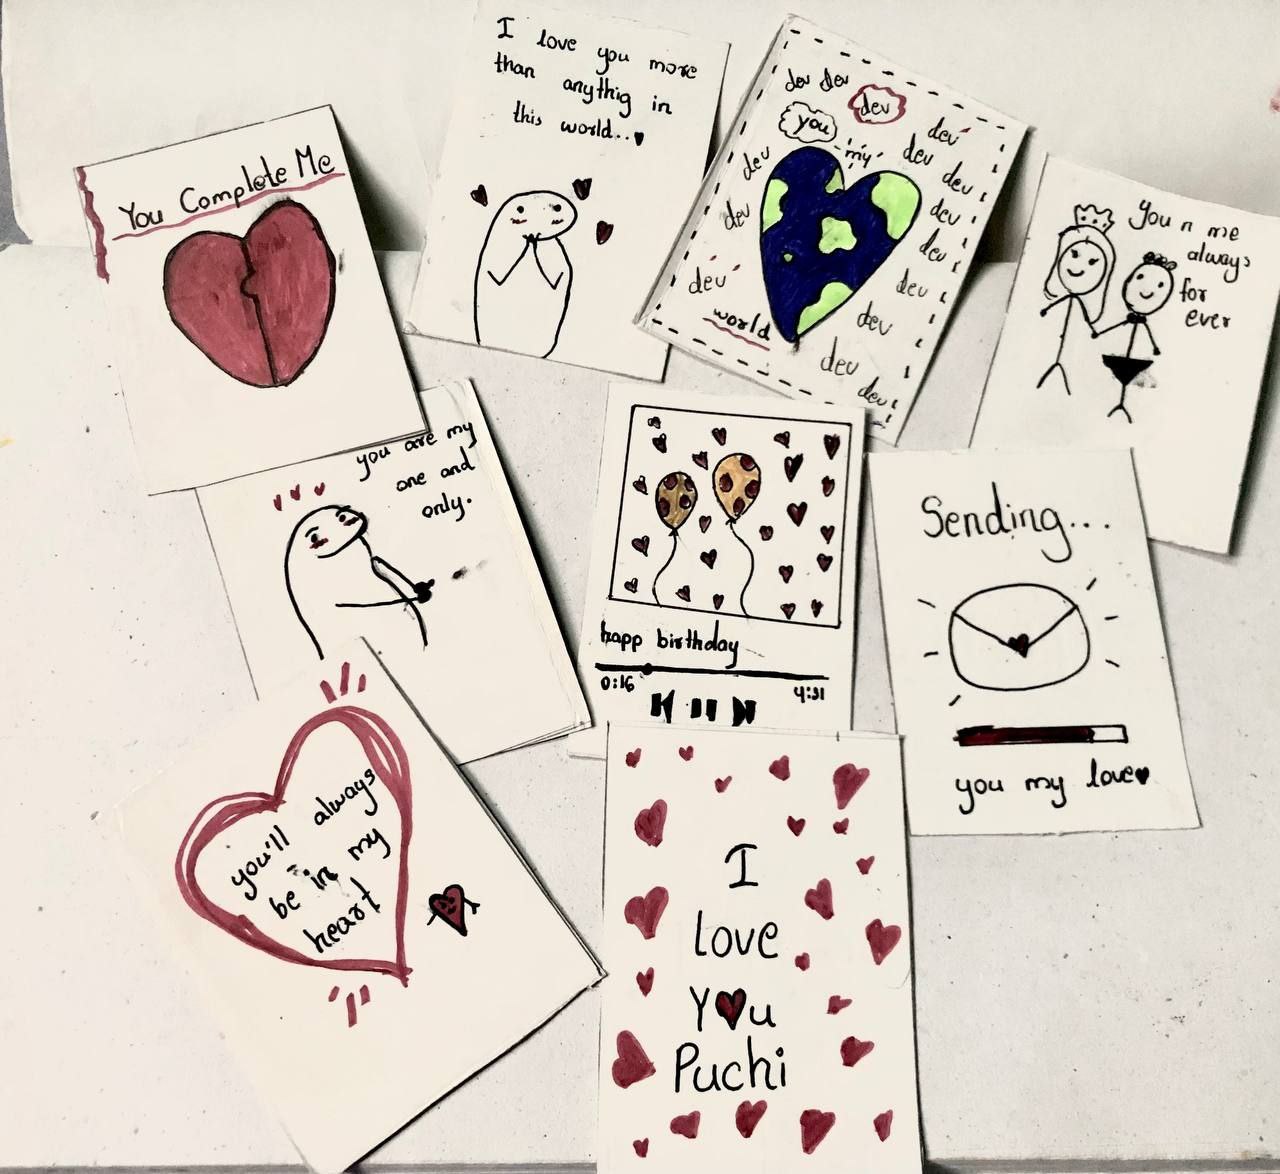 You Complete Me
I love you more
than anythig in
this world..
dev dev dev
you
my
dev
dev
dev
dev
dev
dev
dev
dev
dev
dev
dev
dev
dev
world
you n me
always
for
ever
you are my
one and
only.
happ birthday
0:16
4:31
Sending...
you my love
you'll always
be in my
heart
I
love
Y♥u
Puchi